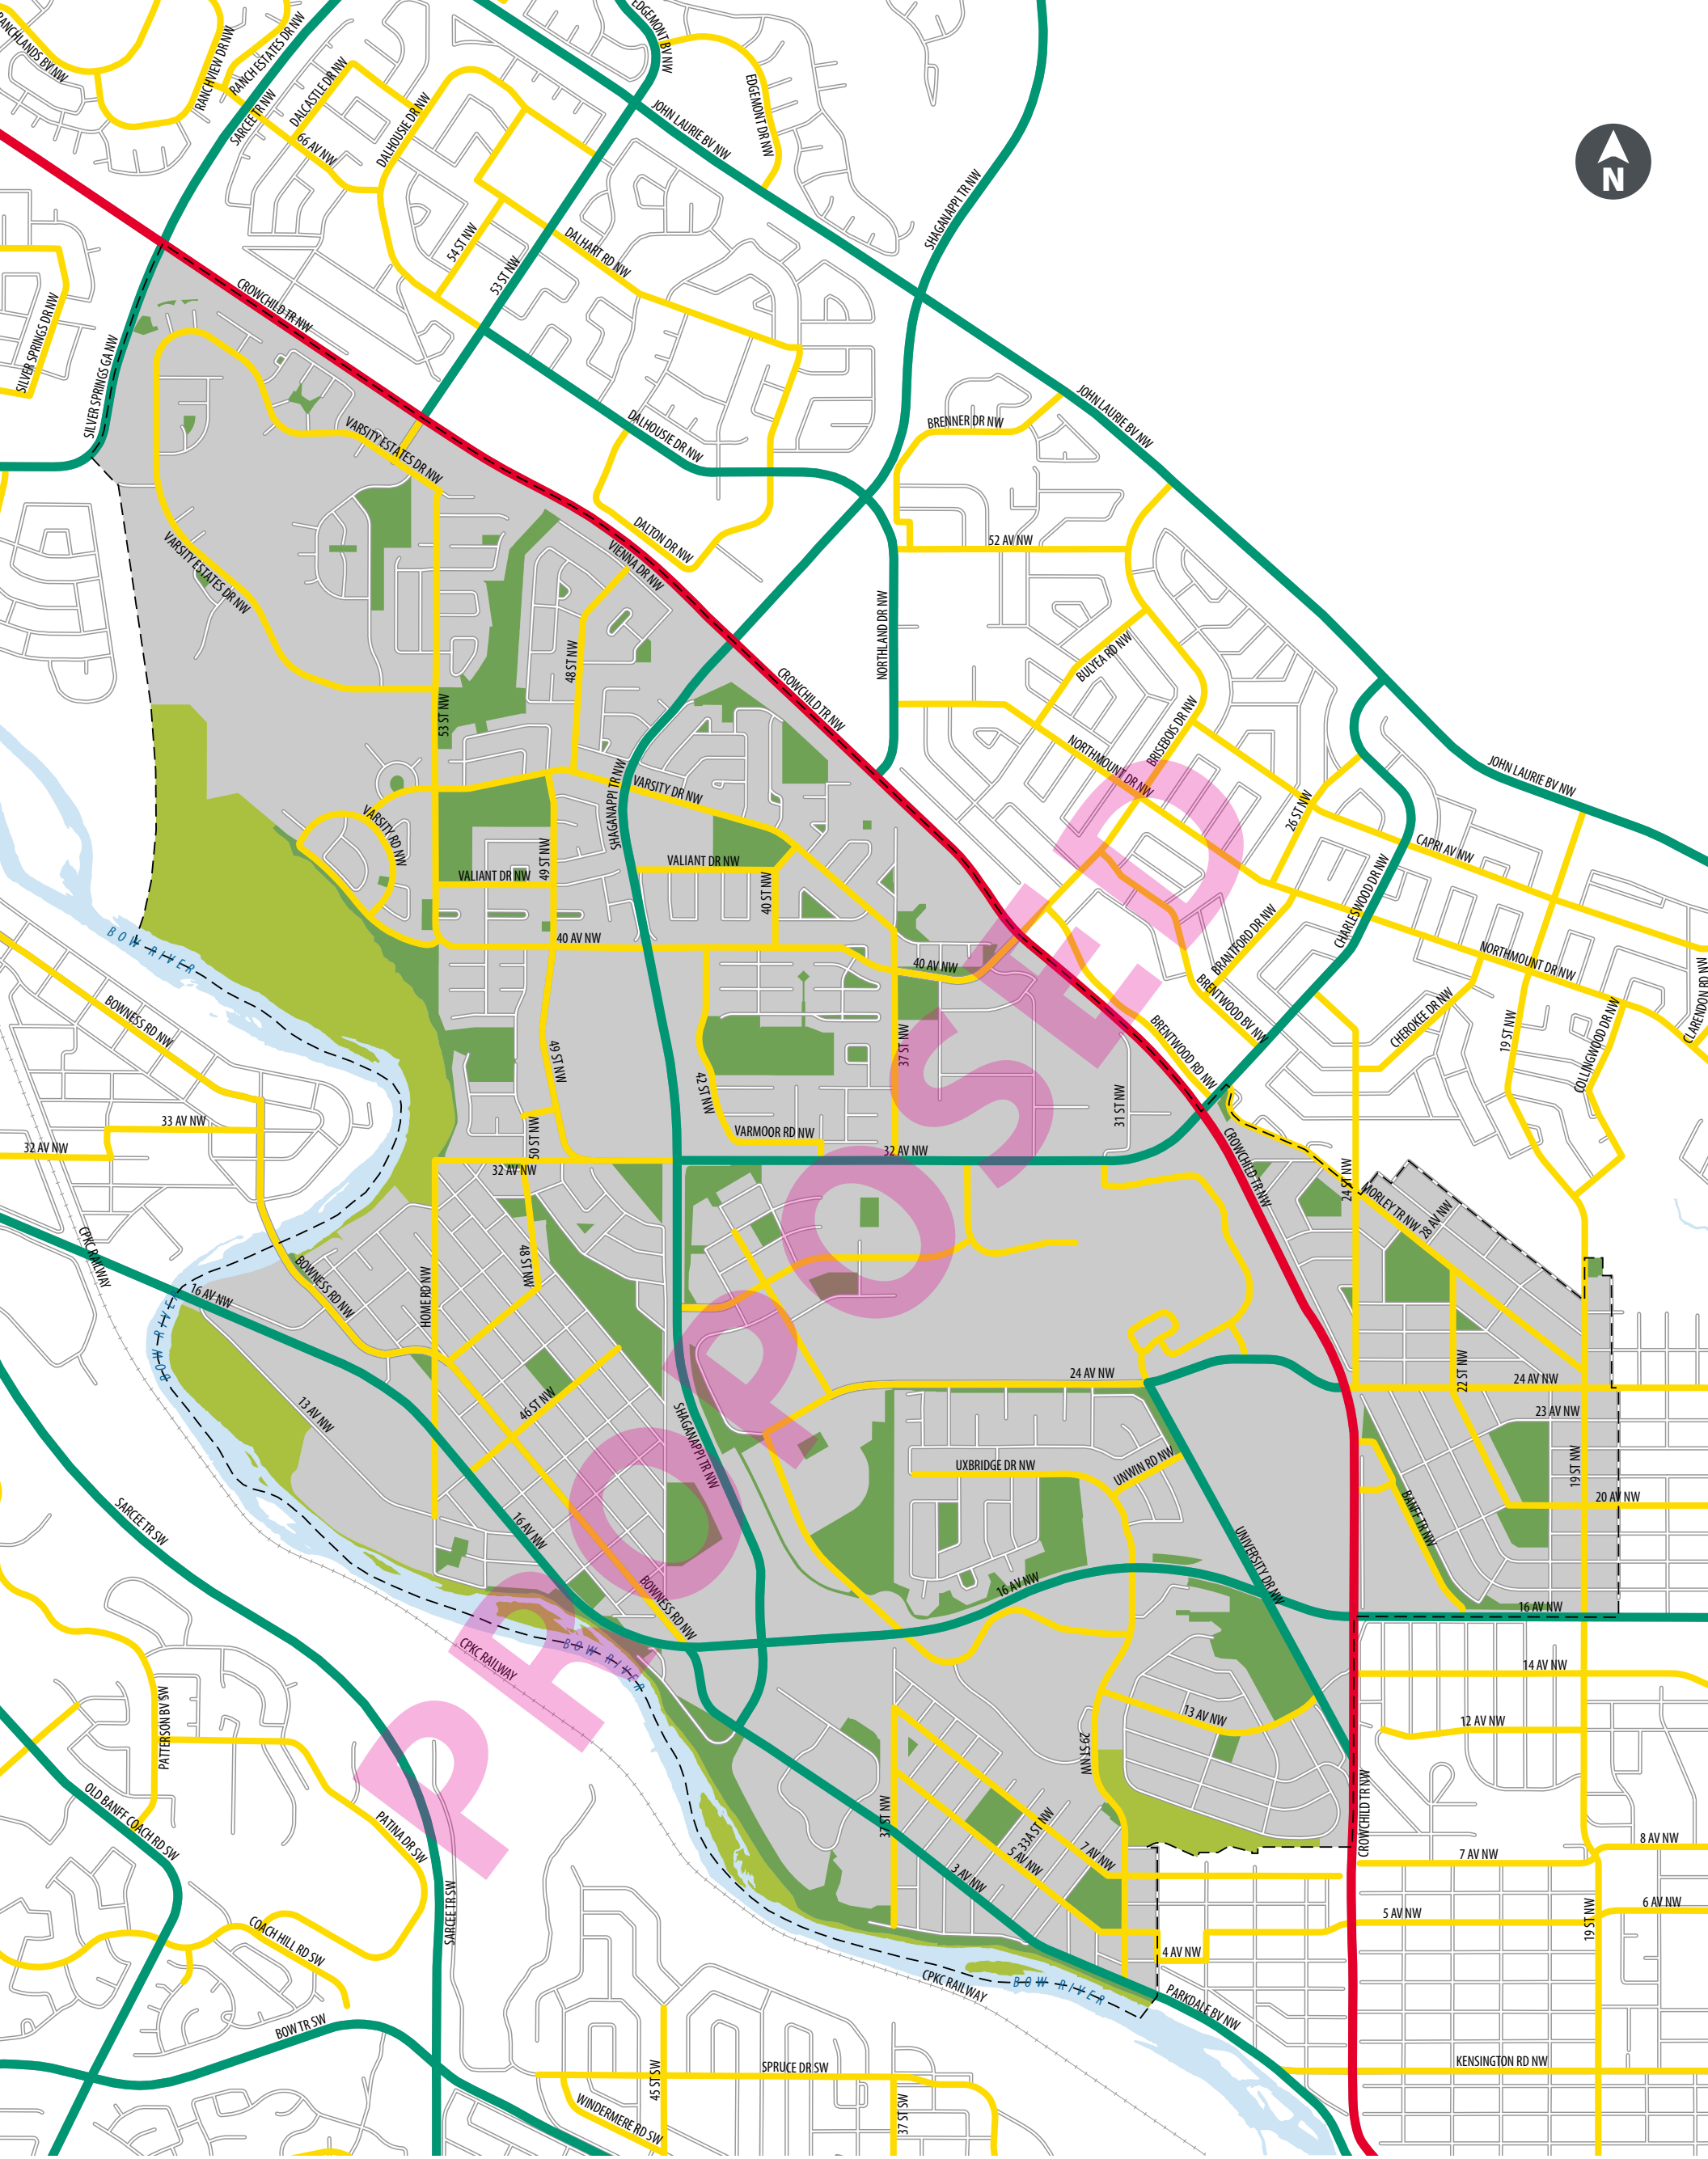 RANCHLANDS BV NW
RANCHVIEW DR NW
RANCH ESTATES DR NW
SARCEE TR NW
DALCASTLE DR NW
66 AV NW
DALHOUSIE DR NW
EDGEMONT BV NW
EDGEMONT DR NW
JOHN LAURIE BV NW
SHAGANAPPI TR NW
N
54 ST NW
53 ST NW
DALHART RD NW
CROWCHILD TR NW
SILVER SPRINGS DR NW
SILVER SPRINGS GA NW
VARSITY ESTATES DR NW
DALHOUSIE DR NW
BRENNER DR NW
JOHN LAURIE BV NW
DALTON DR NW
VIENNA DR NW
52 AV NW
VARSITY ESTATES DR NW
NORTHLAND DR NW
48 ST NW
53 ST NW
CROWCHILD TR NW
BULYEA RD NW
BRISEBOIS DR NW
NORTHMOUNT DR NW
JOHN LAURIE BV NW
SHAGANAPPI TR NW
VARSITY DR NW
VARSITY RD NW
26 ST NW
CAPRI AV NW
VALIANT DR NW
49 ST NW
VALIANT DR NW
40 ST NW
CHARLESWOOD DR NW
BRANTFORD DR NW
40 AV NW
40 AV NW
NORTHMOUNT DR NW
CLARENDON RD NW
BOW RIVER
BOWNESS RD NW
BRENTWOOD BV NW
BRENTWOOD RD NW
CHEROKEE DR NW
19 ST NW
COLLINGWOOD DR NW
37 ST NW
49 ST NW
42 ST NW
31 ST NW
33 AV NW
32 AV NW
50 ST NW
VARMOOR RD NW
32 AV NW
32 AV NW
CROWCHILD TR NW
24 ST NW
MORLEY TR NW
28 AV NW
CPKC RAILWAY
48 ST NW
BOWNESS RD NW
HOME RD NW
16 AV NW
BOW RIVER
PROPOSED
24 AV NW
22 ST NW
24 AV NW
13 AV NW
46 ST NW
SHAGANAPPI TR NW
23 AV NW
19 ST NW
UXBRIDGE DR NW
UNWIN RD NW
20 AV NW
BANFF TR NW
SARCEE TR SW
16 AV NW
UNIVERSITY DR NW
16 AV NW
BOWNESS RD NW
16 AV NW
CPKC RAILWAY
BOW RIVER
14 AV NW
PATTERSON BV SW
13 AV NW
12 AV NW
29 ST NW
OLD BANFF COACH RD SW
PATINA DR SW
37 ST NW
33A ST NW
7 AV NW
5 AV NW
3 AV NW
CROWCHILD TR NW
8 AV NW
7 AV NW
6 AV NW
5 AV NW
19 ST NW
SARCEE TR SW
COACH HILL RD SW
4 AV NW
CPKC RAILWAY
BOW RIVER
PARKDALE BV NW
BOW TR SW
KENSINGTON RD NW
SPRUCE DR SW
45 ST SW
WINDERMERE RD SW
37 ST SW